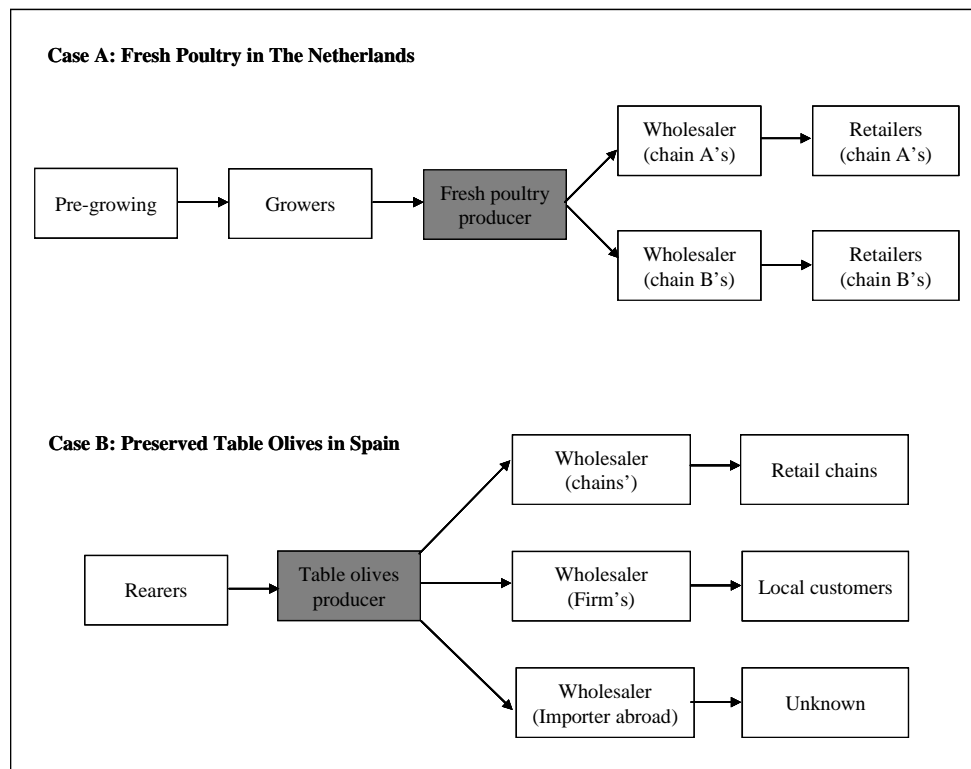 Case A: Fresh Poultry in The Netherlands
Pre-growing
Growers
Fresh poultry
producer
Wholesaler
(chain A's)
Retailers
(chain A's)
Wholesaler
(chain B's)
Retailers
(chain B's)
Case B: Preserved Table Olives in Spain
Rearers
Table olives
producer
Wholesaler
(chains')
Retail chains
Wholesaler
(Firm's)
Local customers
Wholesaler
(Importer abroad)
Unknown